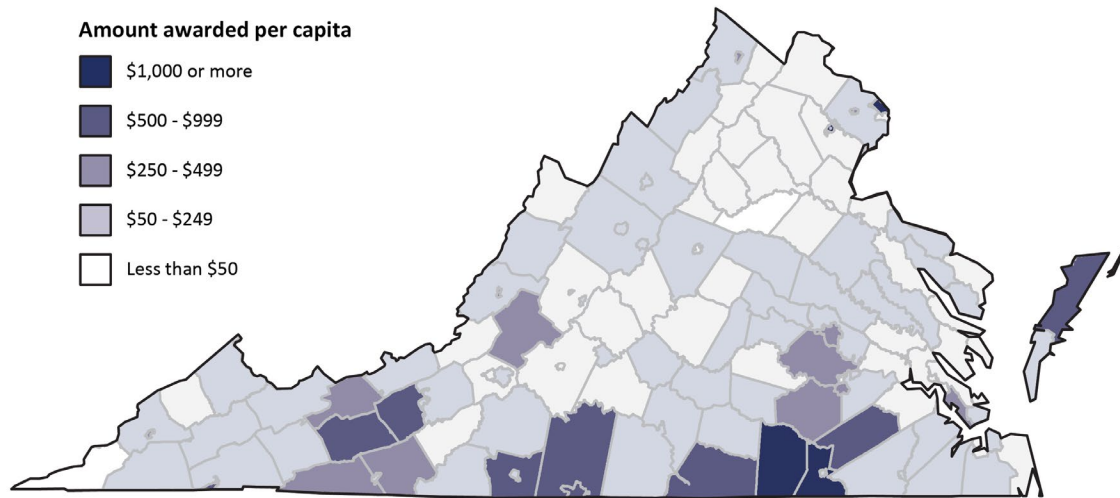 Amount awarded per capita
$1,000 or more
$500 - $999
$250 - $499
$50 - $249
Less than $50